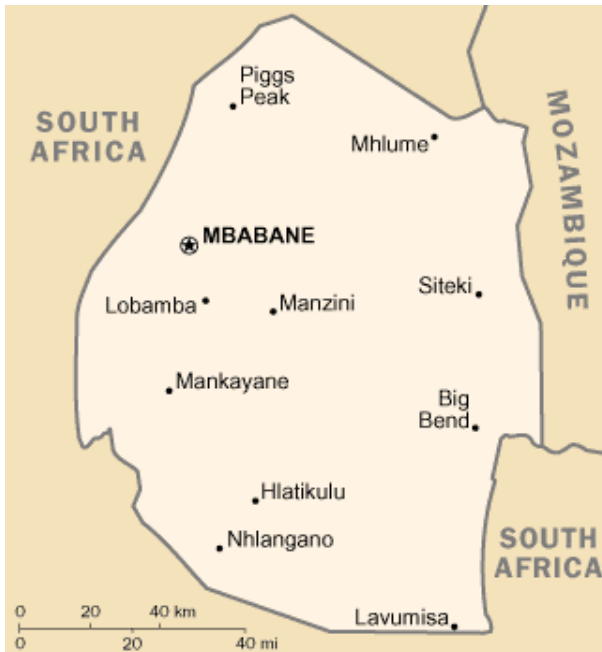 Piggs
Peak
SOUTH
AFRICA
MOZAMBIQUE
Mhlume
MBABANE
Siteki
Lobamba
Manzini
Mankayane
Big
Bend
Hlatikulu
Nhlangano
SOUTH
AFRICA
Lavumisa
0 20 40 km
0 20 40 mi